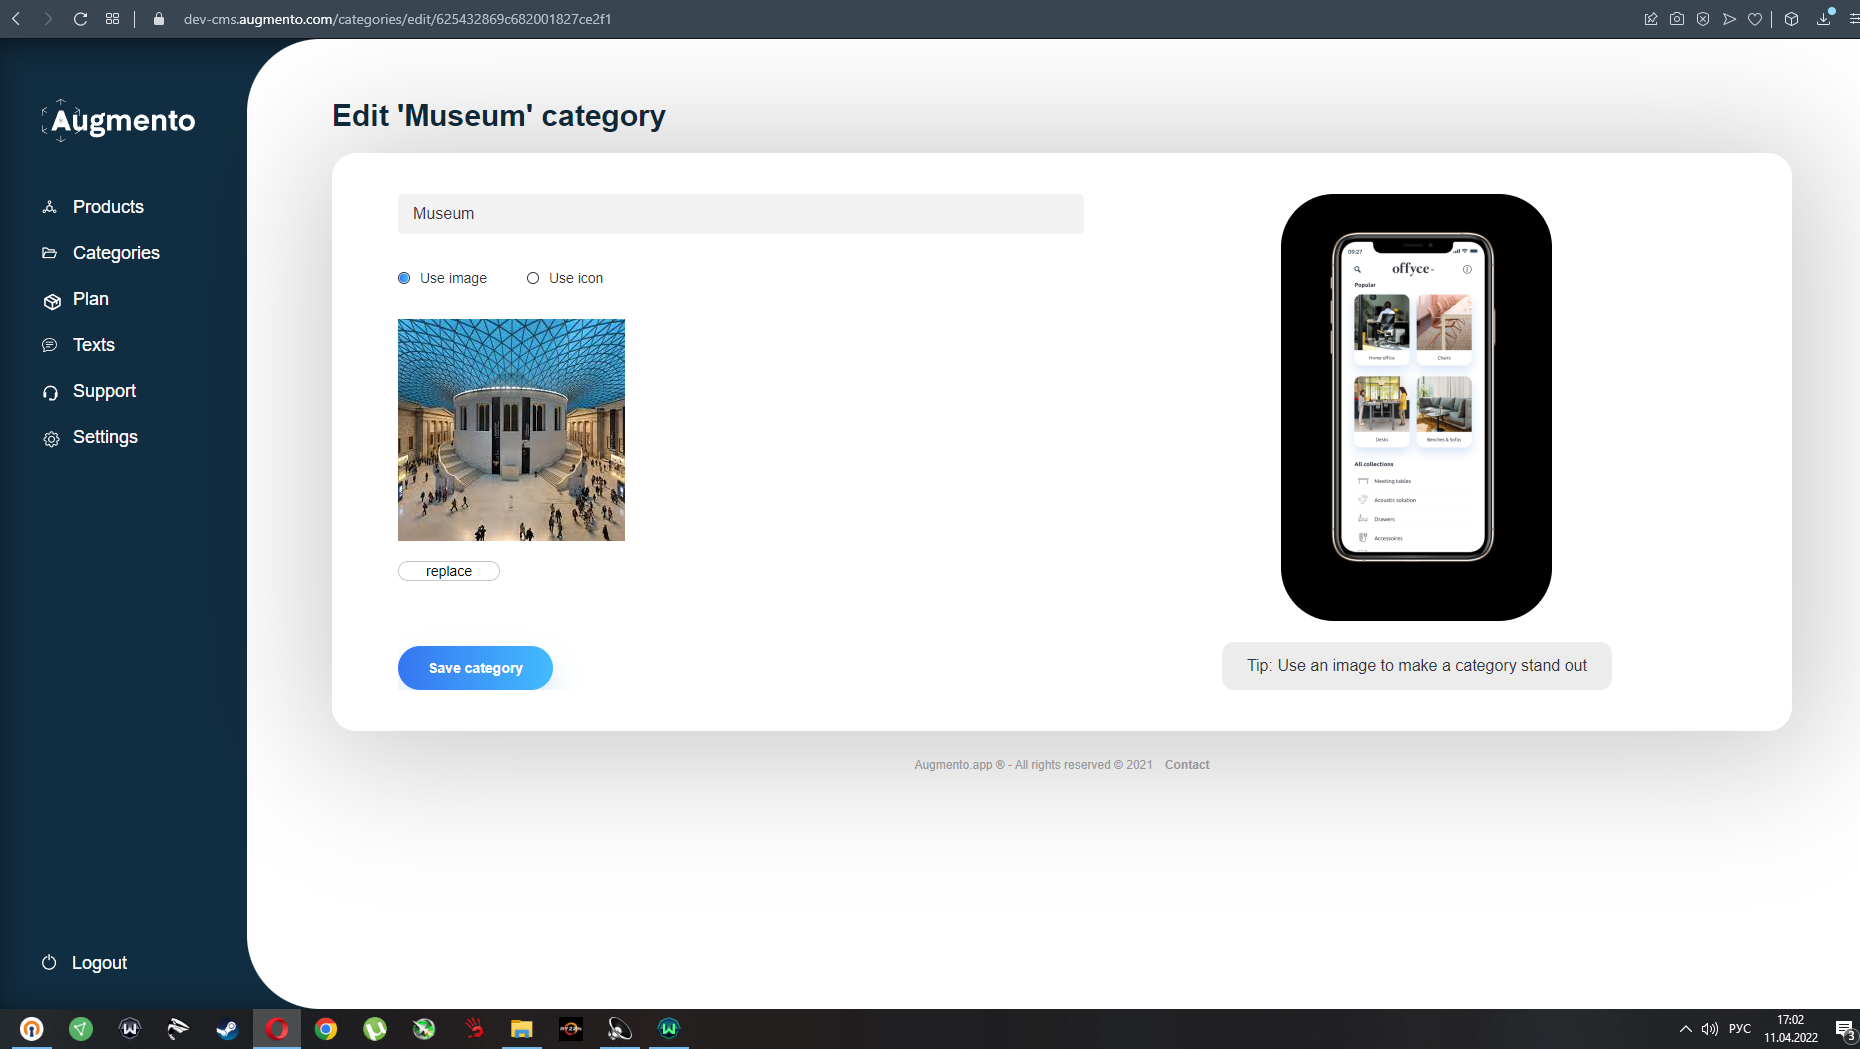 dev-cms.augmento.com/categories/edit/625432869c682001827ce2f1
Augmento
Products
Categories
Plan
Texts
Support
Settings
Logout
Edit 'Museum' category
Museum
Use image
Use icon
replace
Save category
09:27
offyce
Popular
Home office
Chairs
Desks
Benches & Sofas
All collections
Meeting tables
Acoustic solution
Drawers
Accessoires
Tip: Use an image to make a category stand out
Augmento.app ® - All rights reserved © 2021 Contact
RYZEN
РУС
17:02
11.04.2022
3